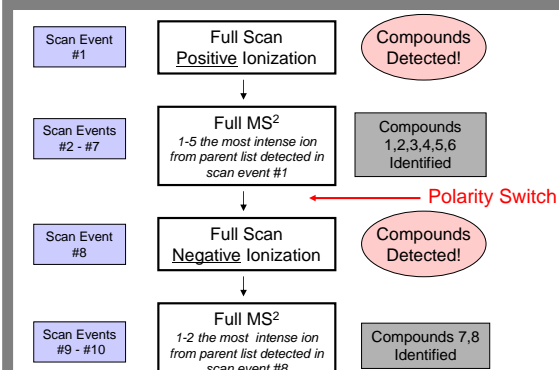 Scan Event
#1
Full Scan
Positive Ionization
Compounds
Detected!
Scan Events
#2 - #7
Full MS²
1-5 the most intense ion
from parent list detected in
scan event #1
Compounds
1,2,3,4,5,6
Identified
Polarity Switch
Scan Event
#8
Full Scan
Negative Ionization
Compounds
Detected!
Scan Events
#9 - #10
Full MS²
1-2 the most intense ion
from parent list detected in
scan event #8
Compounds 7,8
Identified